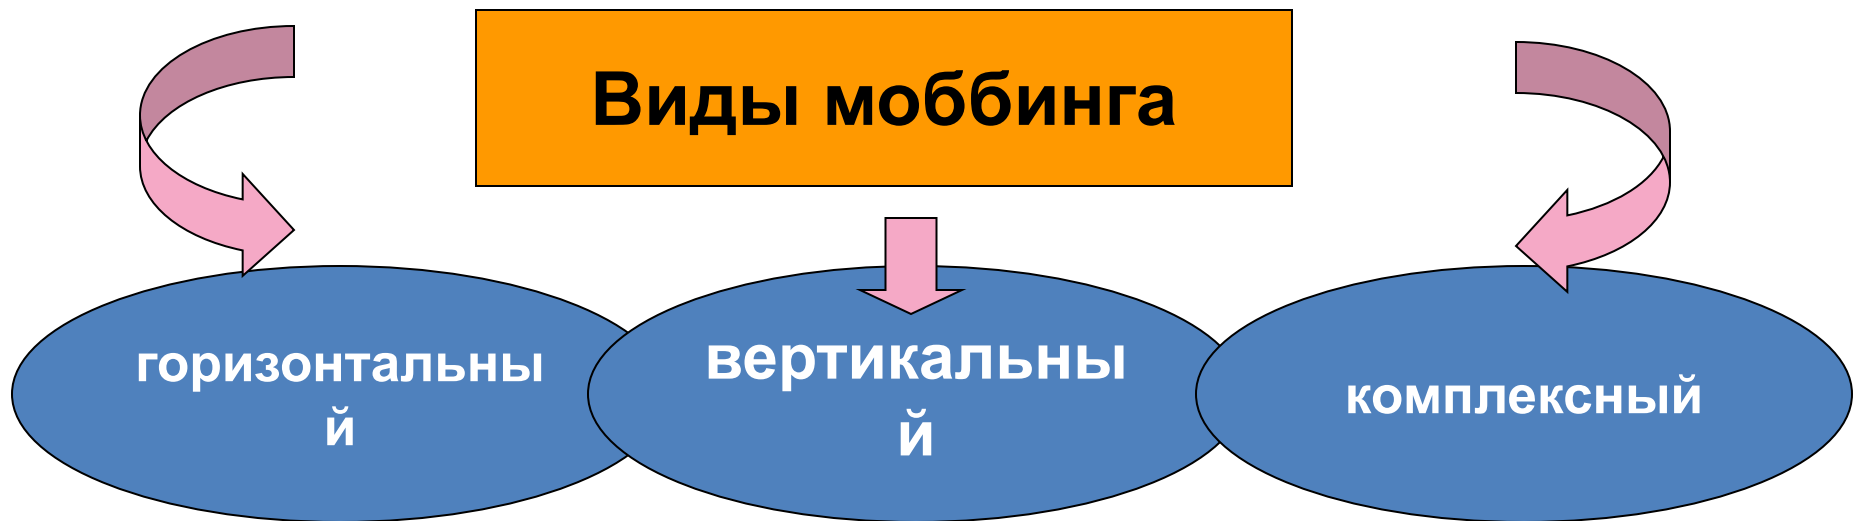 Виды моббинга
горизонтальны
й
вертикальны
й
комплексный